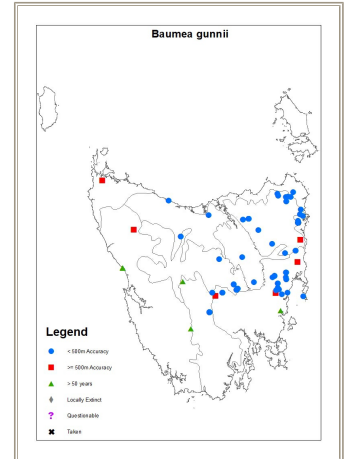 Baumea gunnii
Legend
< 500m Accuracy
>= 500m Accuracy
> 50 years
Locally Extinct
? Questionable
Taken